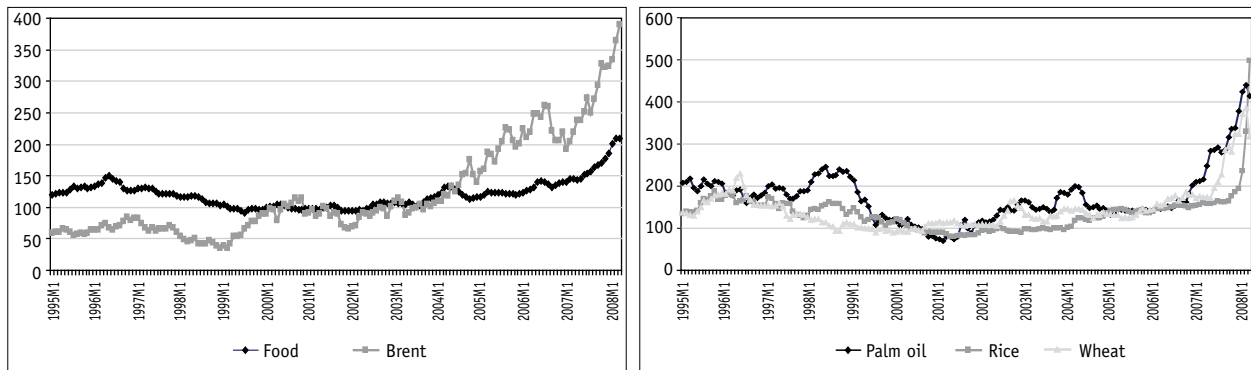 400
350
300
250
200
150
100
50
0
1995M1
1996M1
1997M1
1998M1
1999M1
2000M1
2001M1
2002M1
2003M1
2004M1
2005M1
2006M1
2007M1
2008M1
Food Brent
600
500
400
300
200
100
0
1995M1
1996M1
1997M1
1998M1
1999M1
2000M1
2001M1
2002M1
2003M1
2004M1
2005M1
2006M1
2007M1
2008M1
Palm oil Rice Wheat